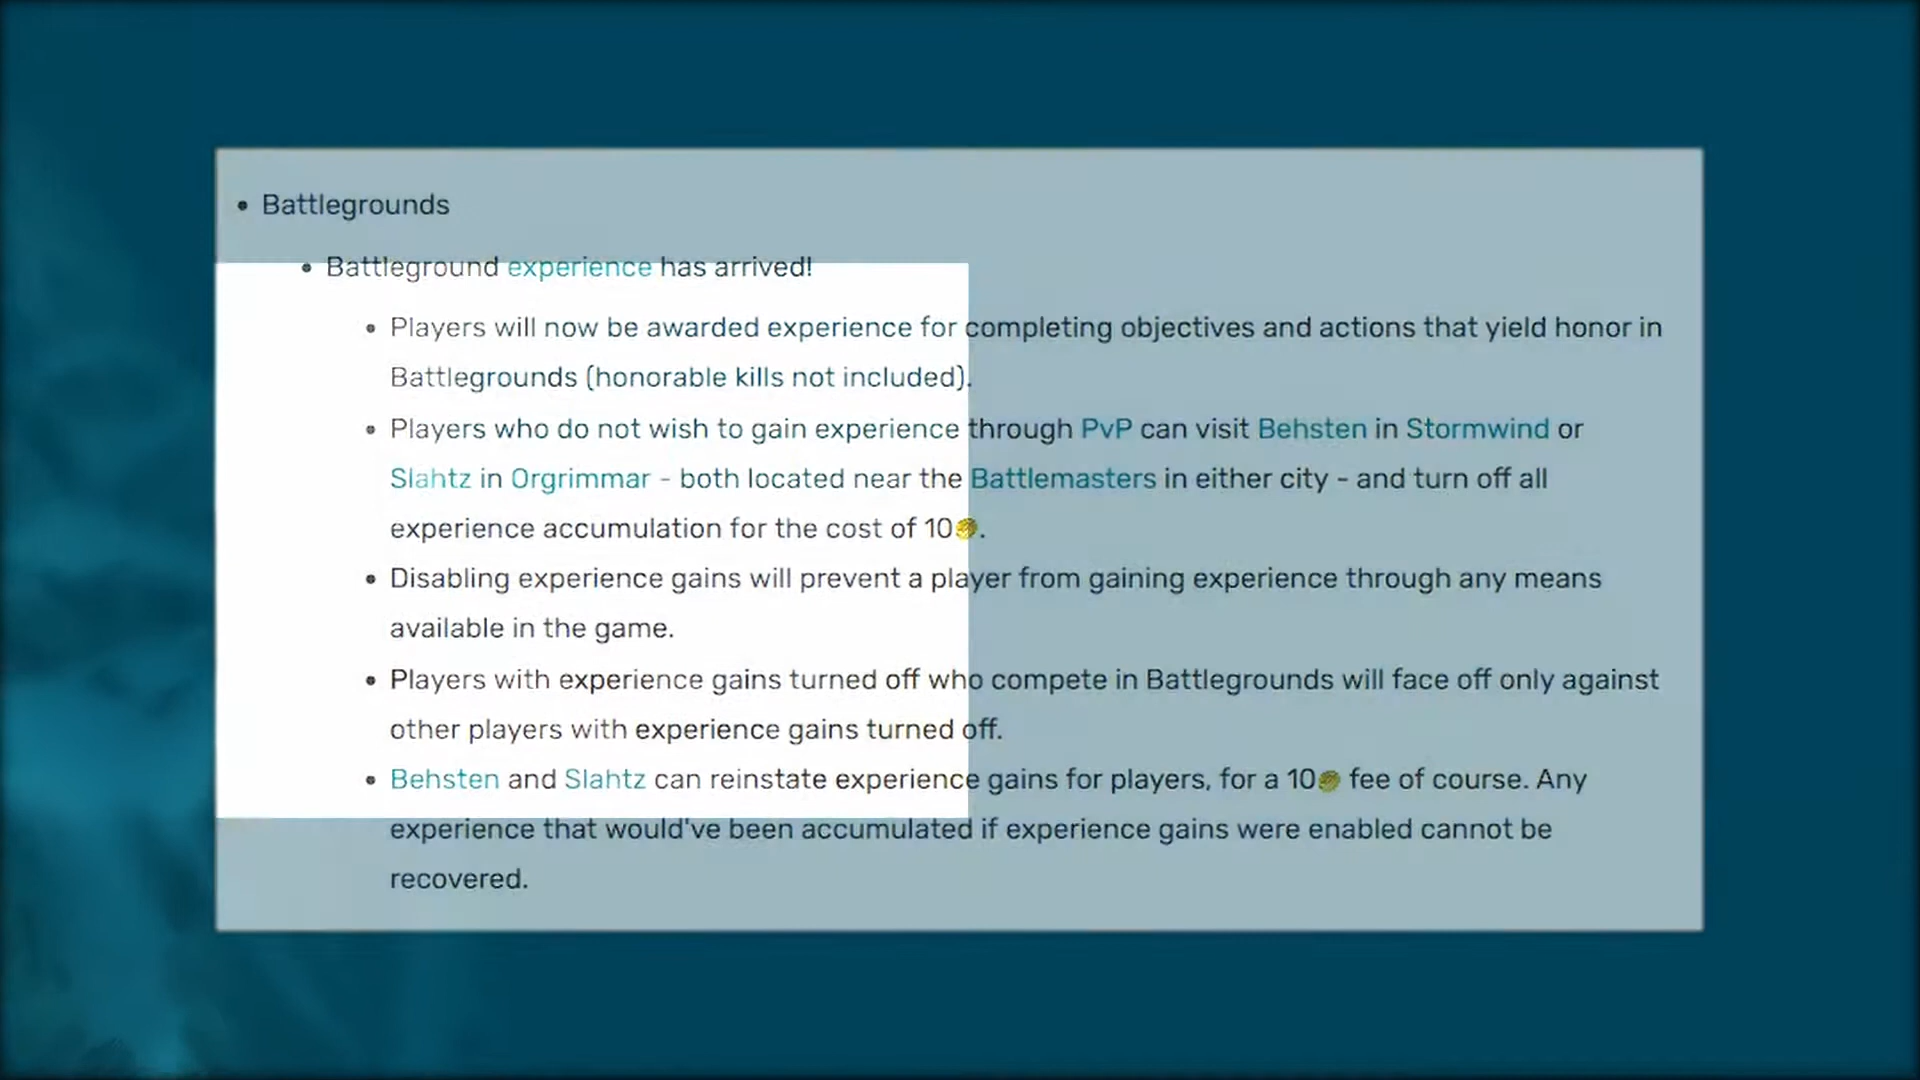 Battlegrounds
Battleground experience has arrived!
Players will now be awarded experience for completing objectives and actions that yield honor in
Battlegrounds (honorable kills not included).
Players who do not wish to gain experience through PvP can visit Behsten in Stormwind or
Slahtz in Orgrimmar - both located near the Battlemasters in either city - and turn off all
experience accumulation for the cost of 10.
Disabling experience gains will prevent a player from gaining experience through any means
available in the game.
Players with experience gains turned off who compete in Battlegrounds will face off only against
other players with experience gains turned off.
Behsten and Slahtz can reinstate experience gains for players, for a 10 fee of course. Any
experience that would've been accumulated if experience gains were enabled cannot be
recovered.